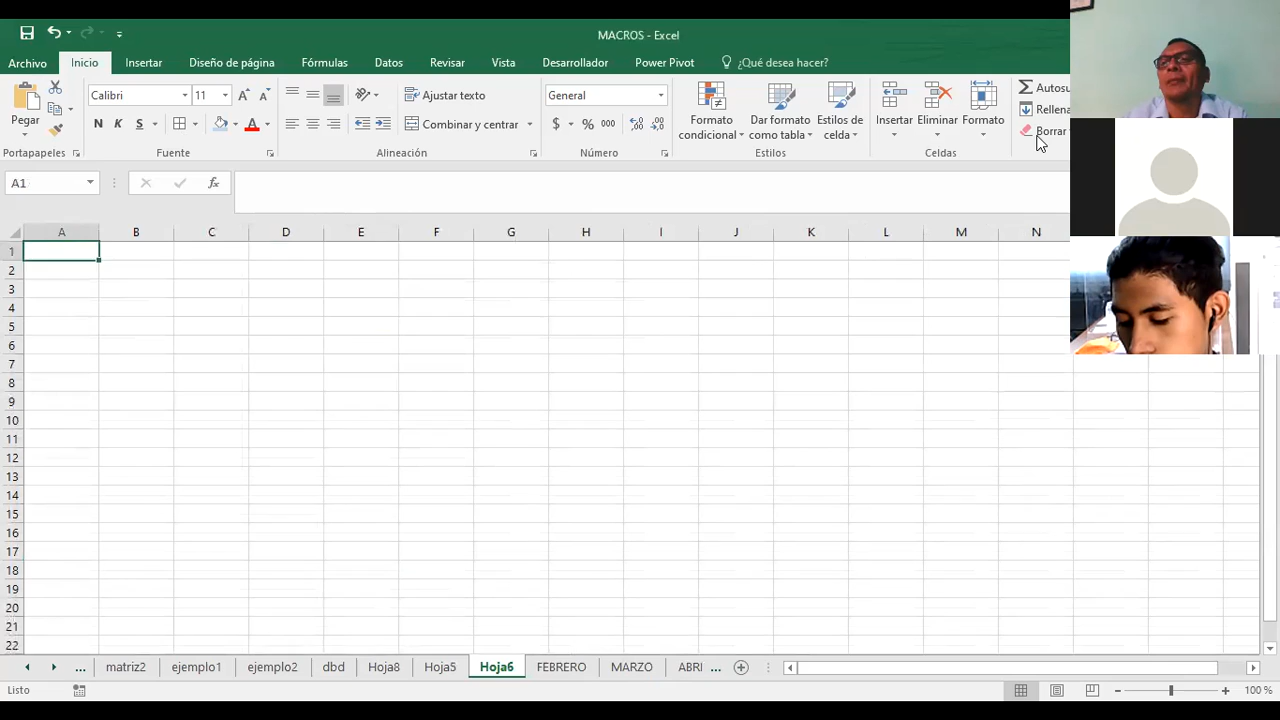 MACROS - Excel
Archivo Inicio Insertar Diseño de página Fórmulas Datos Revisar Vista Desarrollador Power Pivot ¿Qué desea hacer?
Pegar
Calibri 11
N K S
Ajustar texto
Combinar y centrar
General
$ % 000
Formato condicional
Dar formato como tabla
Estilos de celda
Insertar Eliminar Formato
Autosu
Rellena
Borrar
Portapapeles Fuente Alineación Número Estilos Celdas
A1 fx
A B C D E F G H I J K L M N
1
2
3
4
5
6
7
8
9
10
11
12
13
14
15
16
17
18
19
20
21
22
... matriz2 ejemplo1 ejemplo2 dbd Hoja8 Hoja5 Hoja6 FEBRERO MARZO ABRI ...
Listo 100 %